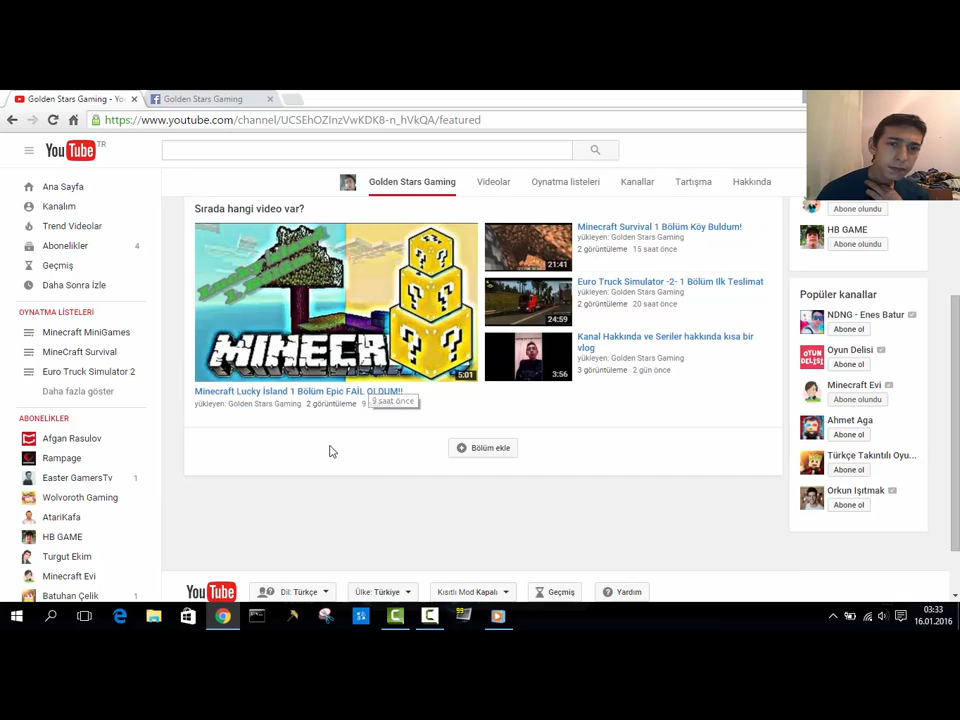 Golden Stars Gaming - Yo
Golden Stars Gaming
https://www.youtube.com/channel/UCSEhOZInzVwKDK8-n_hVkQA/featured
YouTube TR
Golden Stars Gaming
Videolar
Oynatma listeleri
Kanallar
Tartışma
Hakkında
Ana Sayfa
Kanalım
Trend Videolar
Abonelikler 4
Geçmiş
Daha Sonra İzle
OYNATMA LİSTELERİ
Minecraft MiniGames
MineCraft Survival
Euro Truck Simulator 2
Daha fazla göster
ABONELİKLER
Afgan Rasulov
Rampage
Easter GamersTv 1
Wolvoroth Gaming
AtariKafa
HB GAME
Turgut Ekim
Minecraft Evi
Batuhan Çelik 1
Sırada hangi video var?
MINECR
5:01
Minecraft Lucky İsland 1 Bölüm Epic FAİL OLDUM!!
yükleyen: Golden Stars Gaming 2 görüntüleme 9
9 saat önce
21:41
Minecraft Survival 1 Bölüm Köy Buldum!
yükleyen: Golden Stars Gaming
2 görüntüleme 15 saat önce
24:59
Euro Truck Simulator -2- 1 Bölüm Ilk Teslimat
yükleyen: Golden Stars Gaming
2 görüntüleme 20 saat önce
3:56
Kanal Hakkında ve Seriler hakkında kısa bir
vlog
yükleyen: Golden Stars Gaming
3 görüntüleme 2 gün önce
Bölüm ekle
Abone olundu
HB GAME
Abone olundu
Popüler kanallar
NDNG - Enes Batur
Abone ol
OYUN DELİSİ
Oyun Delisi
Abone ol
Minecraft Evi
Abone olundu
Ahmet Aga
Abone ol
Türkçe Takıntılı Oyu...
Abone ol
Orkun Işıtmak
Abone ol
YouTube
Dil: Türkçe
Ülke: Türkiye
Kısıtlı Mod Kapalı
Geçmiş
Yardım
03:33
16.01.2016